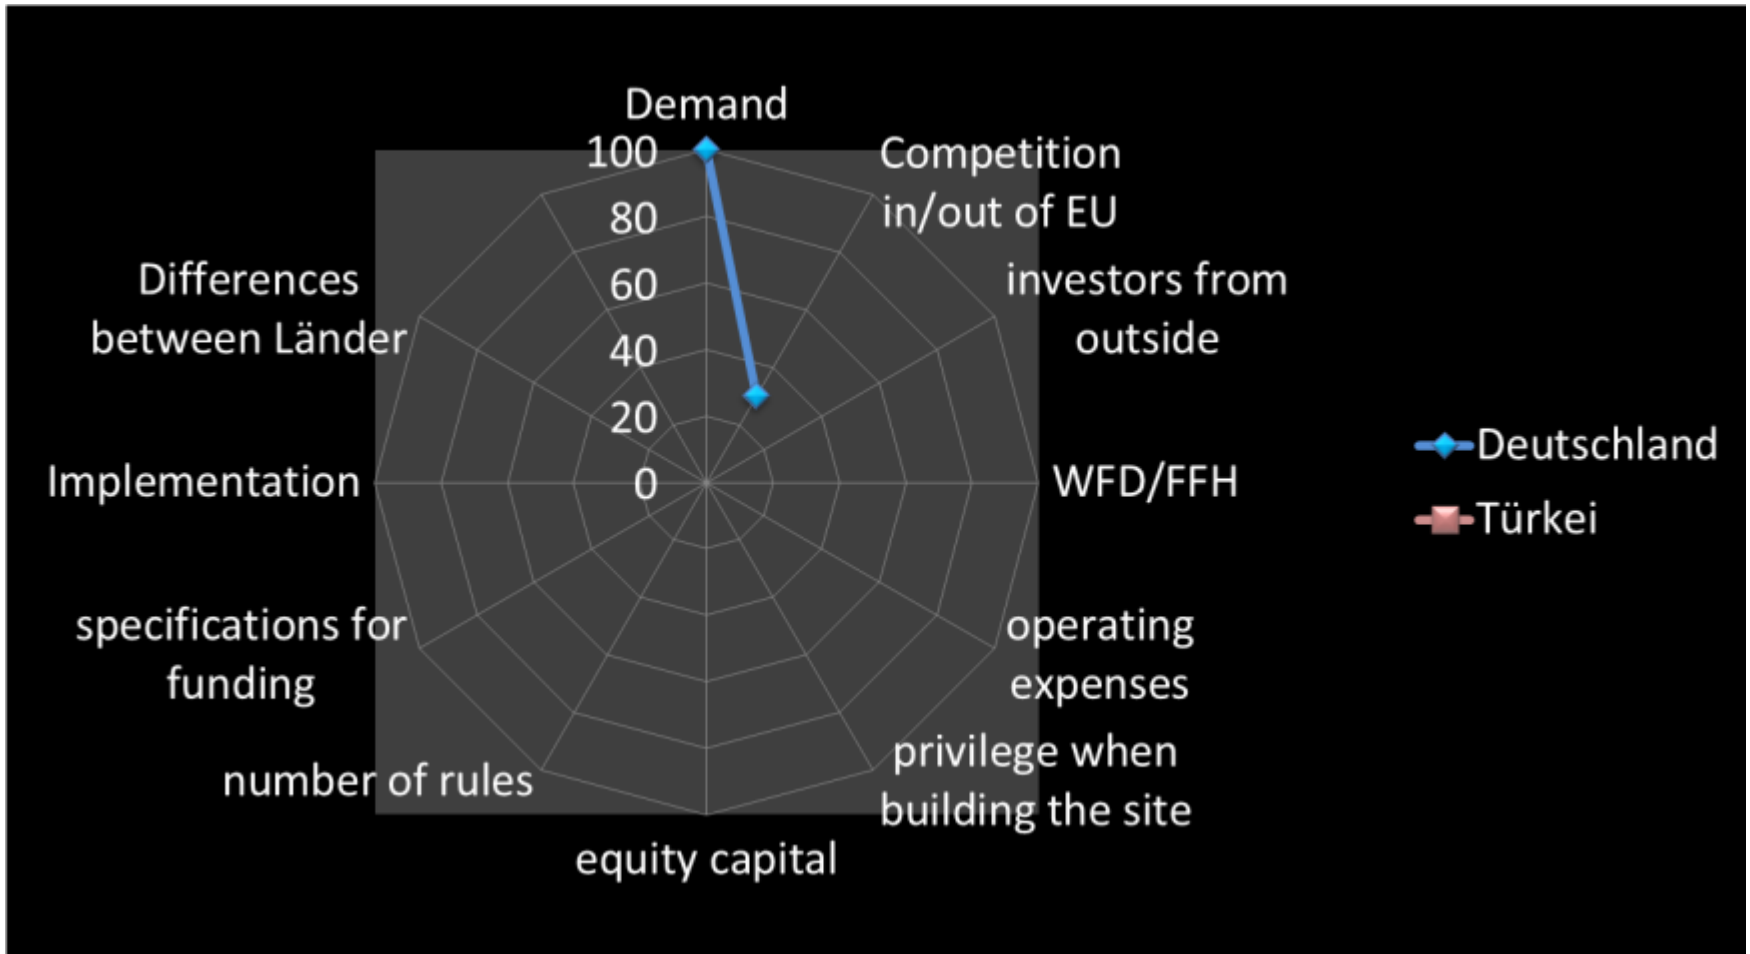 Demand
100
80
60
40
20
0
Competition
in/out of EU
investors from
outside
WFD/FFH
operating
expenses
privilege when
building the site
equity capital
number of rules
specifications for
funding
Implementation
Differences
between Länder
Deutschland
Türkei